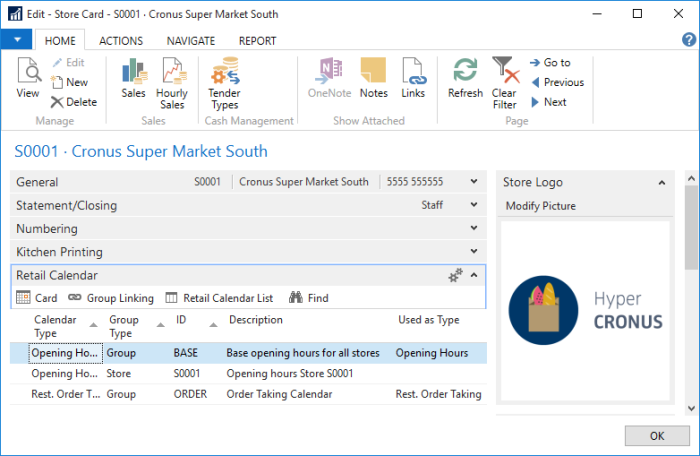 Edit - Store Card - S0001 · Cronus Super Market South
HOME ACTIONS NAVIGATE REPORT
View
Edit
New
Delete
Manage
Sales
Hourly
Sales
Sales
Tender
Types
Cash Management
OneNote
Notes
Links
Show Attached
Refresh
Clear
Filter
Go to
Previous
Next
Page
S0001 · Cronus Super Market South
General S0001 Cronus Super Market South 5555 555555
Statement/Closing Staff
Numbering
Kitchen Printing
Retail Calendar
Card Group Linking Retail Calendar List Find
Calendar Type Group Type ID Description Used as Type
Opening Ho... Group BASE Base opening hours for all stores Opening Hours
Opening Ho... Store S0001 Opening hours Store S0001
Rest. Order T... Group ORDER Order Taking Calendar Rest. Order Taking
Store Logo
Modify Picture
Hyper
CRONUS
OK